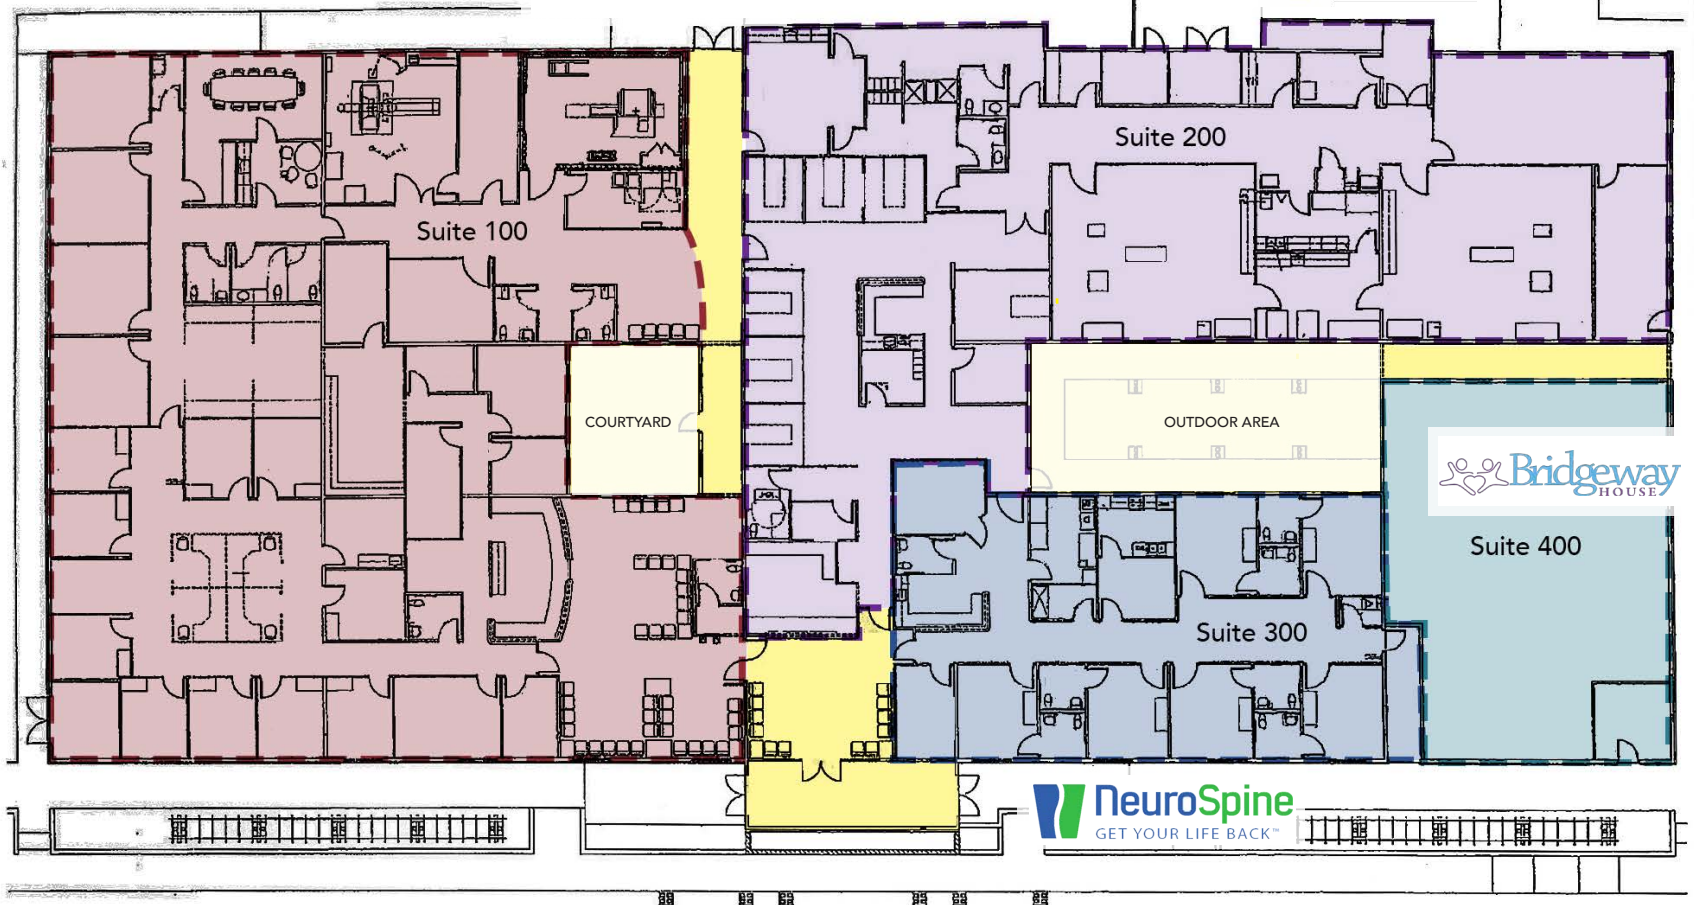 Suite 200
Suite 100
COURTYARD
OUTDOOR AREA
Bridgeway
HOUSE
Suite 400
Suite 300
NeuroSpine
GET YOUR LIFE BACK™